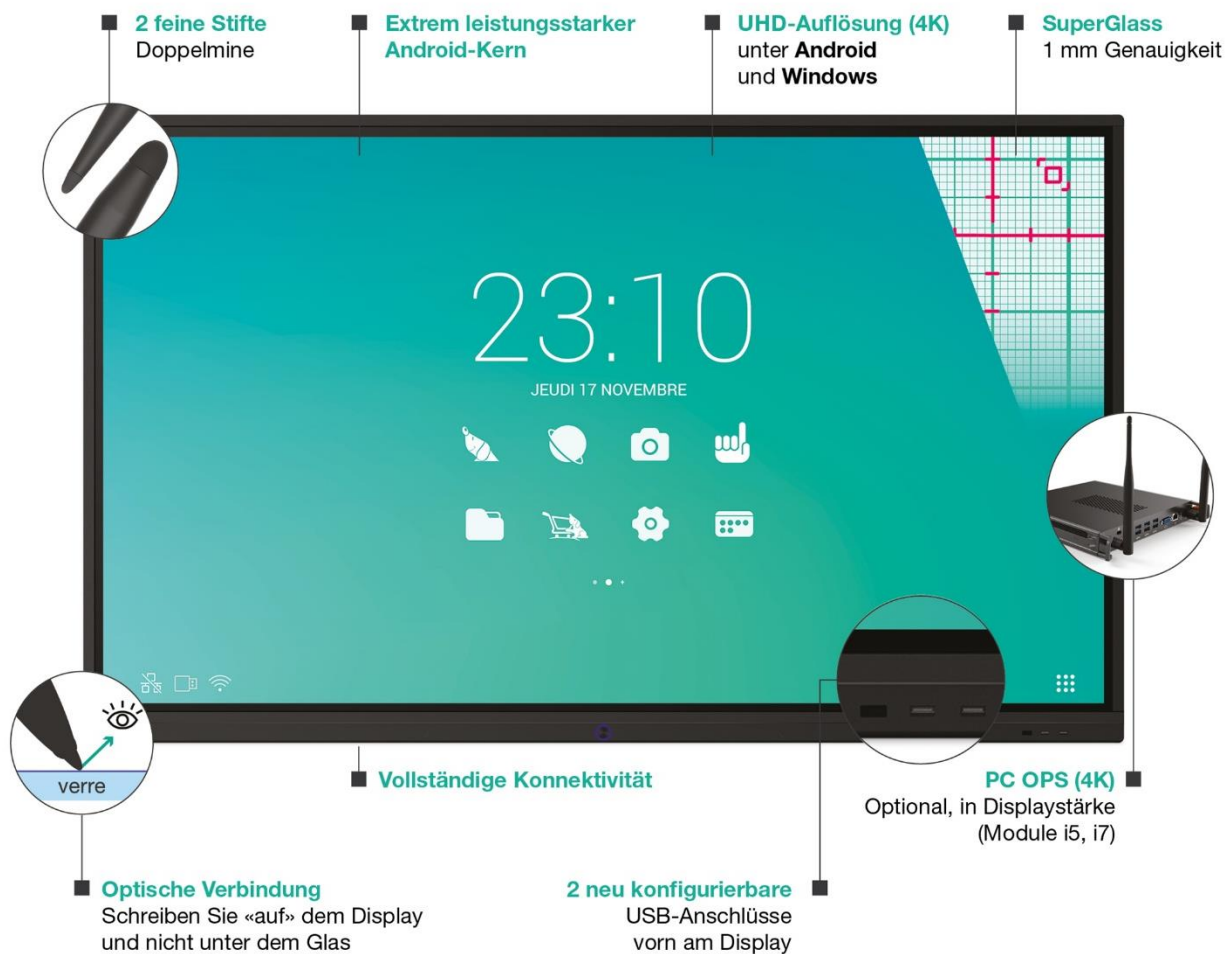 2 feine Stifte
Doppelmine
Extrem leistungsstarker
Android-Kern
UHD-Auflösung (4K)
unter Android
und Windows
SuperGlass
1 mm Genauigkeit
23:10
JEUDI 17 NOVEMBRE
verre
Vollständige Konnektivität
PC OPS (4K)
Optional, in Displaystärke
(Module i5, i7)
Optische Verbindung
Schreiben Sie «auf» dem Display
und nicht unter dem Glas
2 neu konfigurierbare
USB-Anschlüsse
vorn am Display